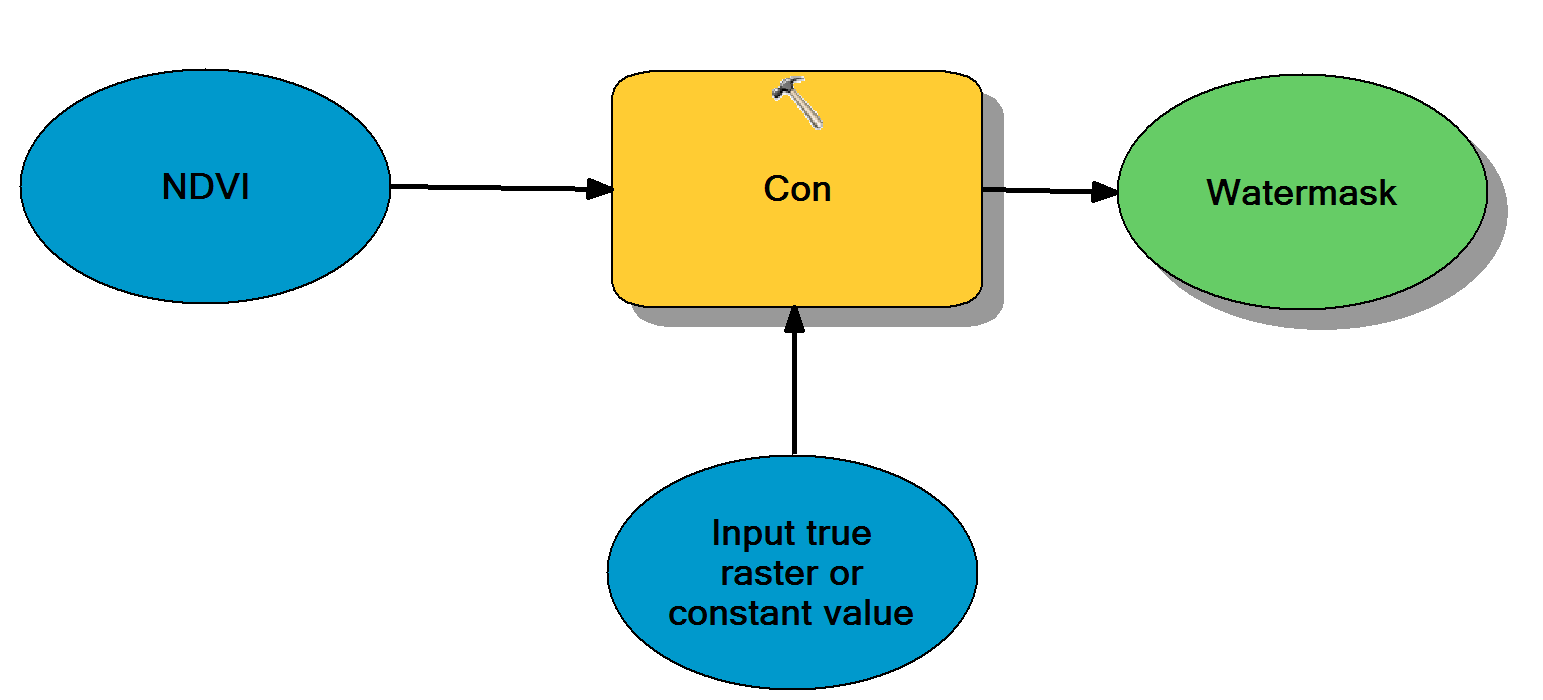 NDVI
Con
Watermask
Input true
raster or
constant value